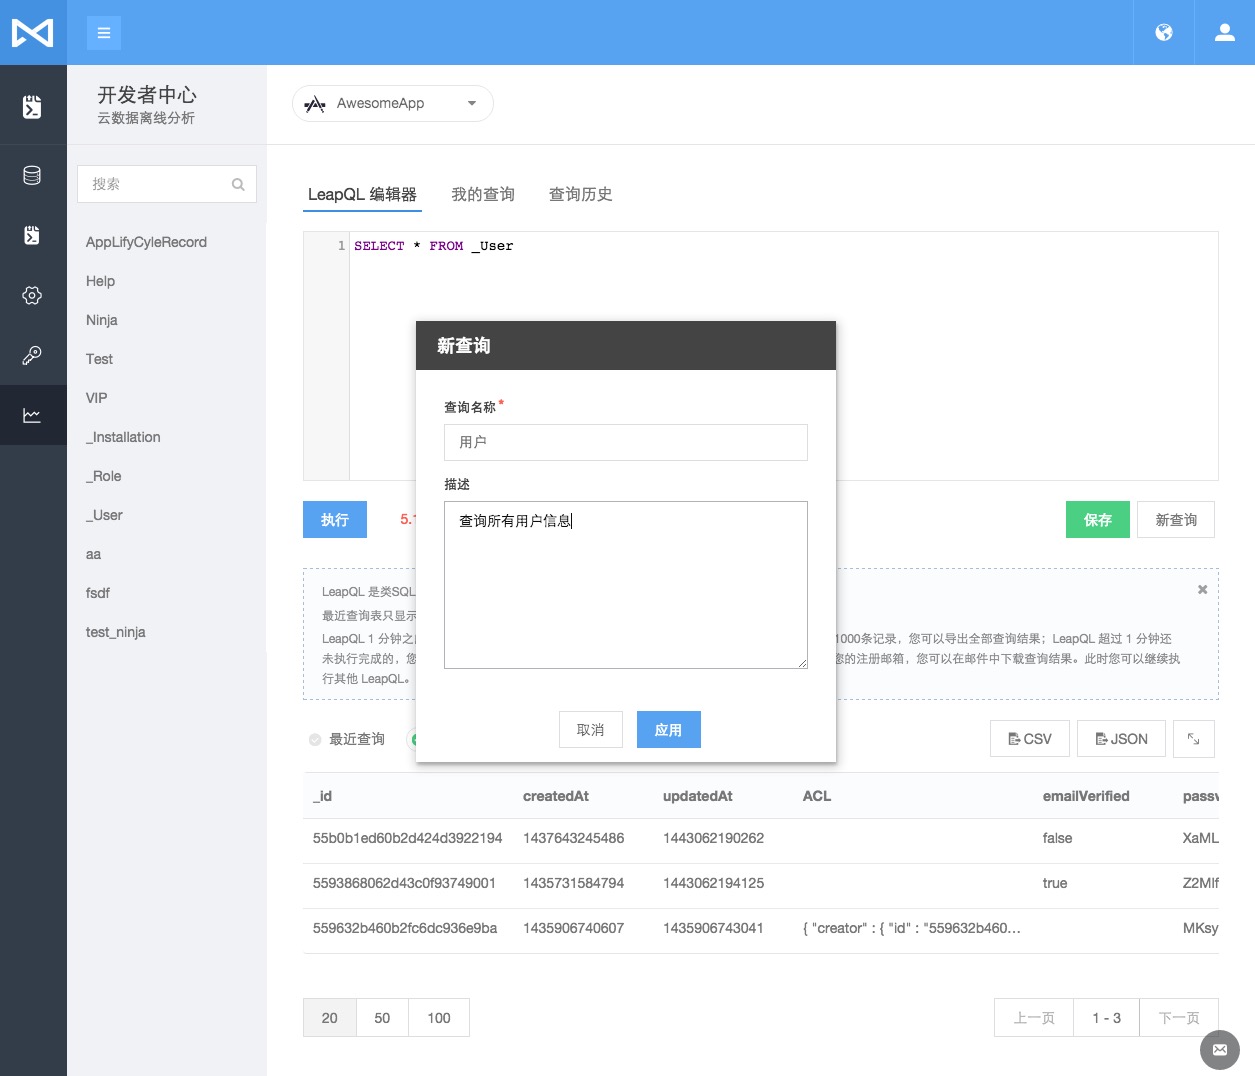 开发者中心
云数据离线分析
AwesomeApp
搜索
AppLifyCyleRecord
Help
Ninja
Test
VIP
_Installation
_Role
_User
aa
fsdf
test_ninja
LeapQL 编辑器 我的查询 查询历史
1 SELECT * FROM _User
新查询
查询名称*
用户
描述
查询所有用户信息
取消 应用
执行 5.1 保存 新查询
LeapQL 是类SQL
最近查询表只显示
LeapQL 1 分钟之 1000条记录，您可以导出全部查询结果；LeapQL 超过 1 分钟还
未执行完成的，您 您的注册邮箱，您可以在邮件中下载查询结果。此时您可以继续执
行其他 LeapQL。
最近查询 CSV JSON
_id createdAt updatedAt ACL emailVerified passw
55b0b1ed60b2d424d3922194 1437643245486 1443062190262 false XaML
5593868062d43c0f93749001 1435731584794 1443062194125 true Z2Mlf
559632b460b2fc6dc936e9ba 1435906740607 1435906743041 { "creator" : { "id" : "559632b460... MKsy
20 50 100 上一页 1 - 3 下一页